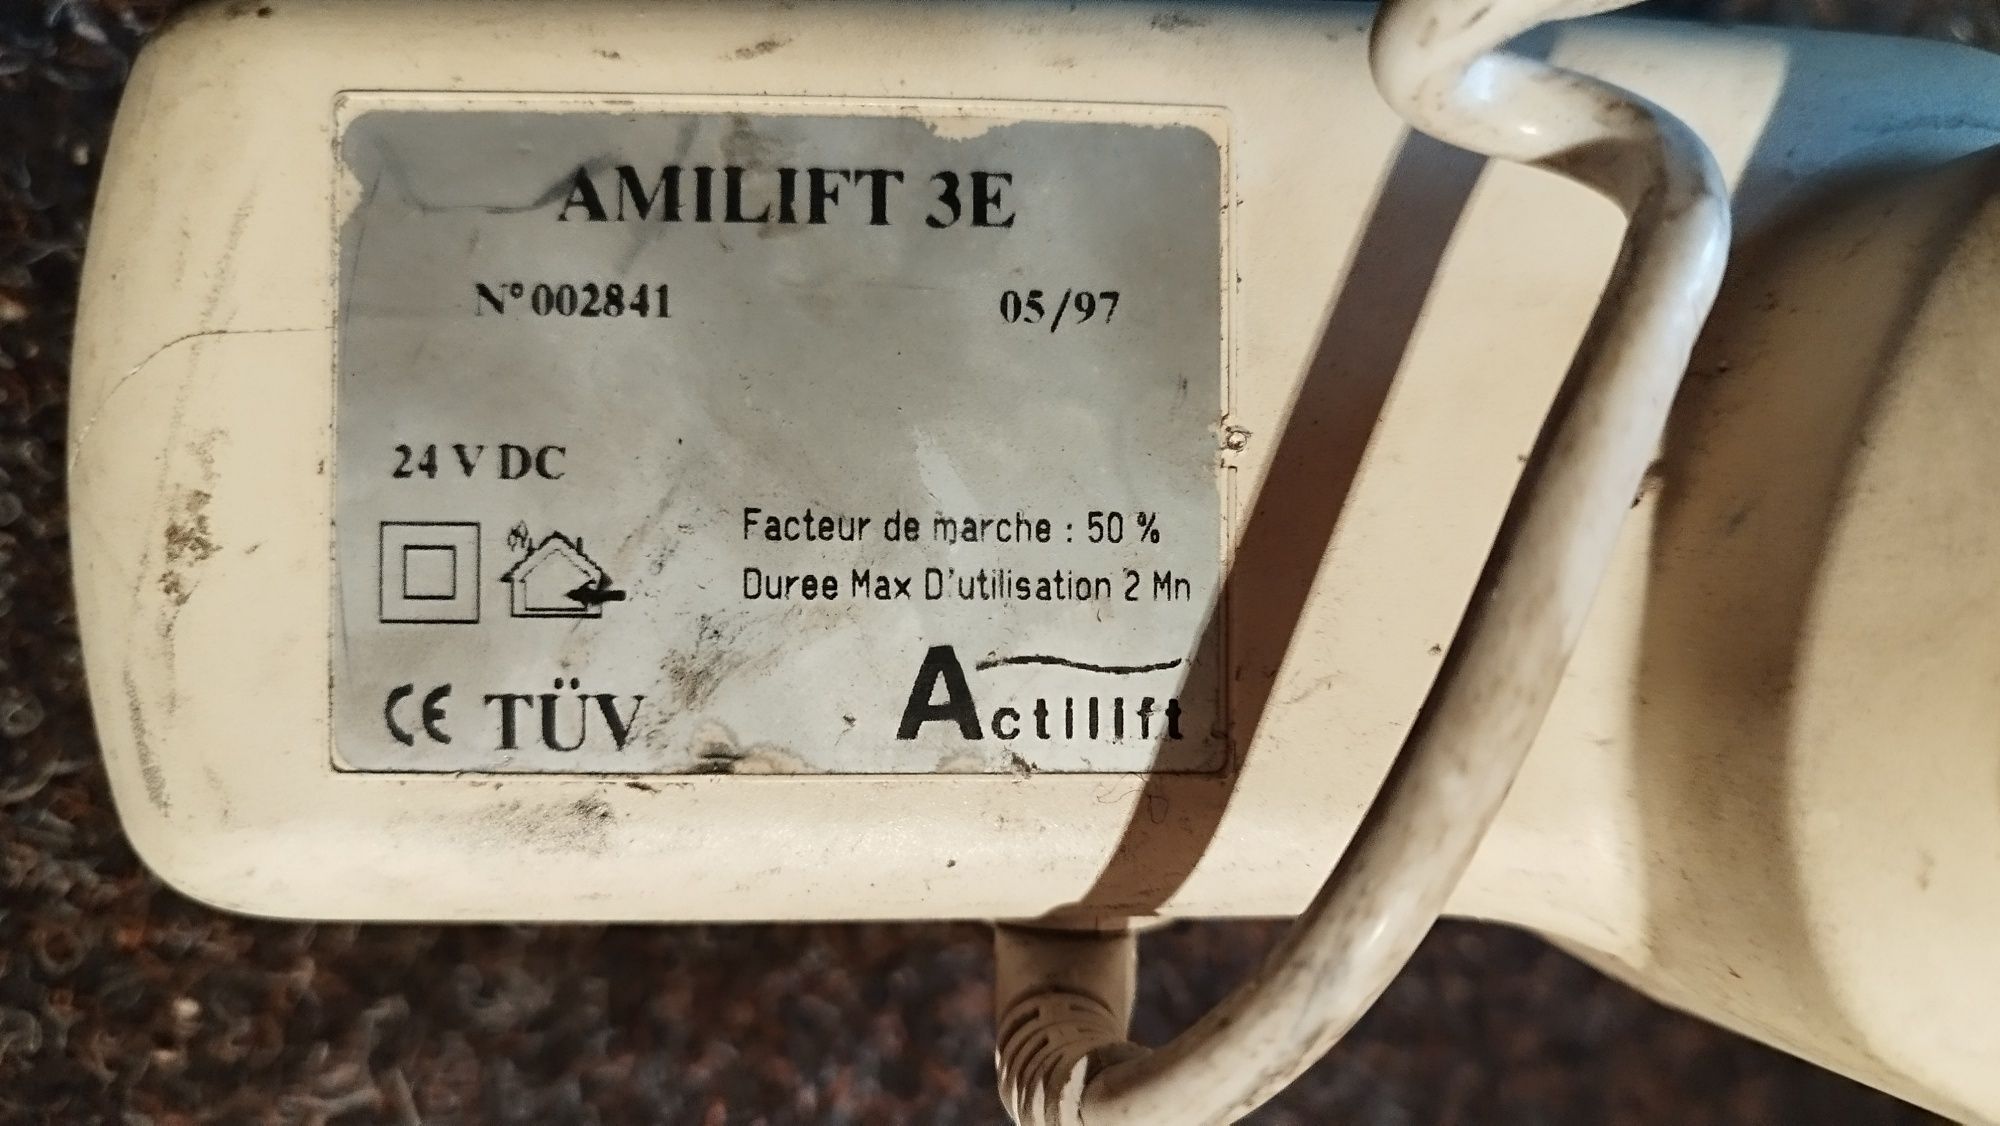 AMILIFT 3E
N° 002841 05/97
24 V DC
Facteur de marche : 50 %
Duree Max D'utilisation 2 Mn
CE TÜV
Actilift